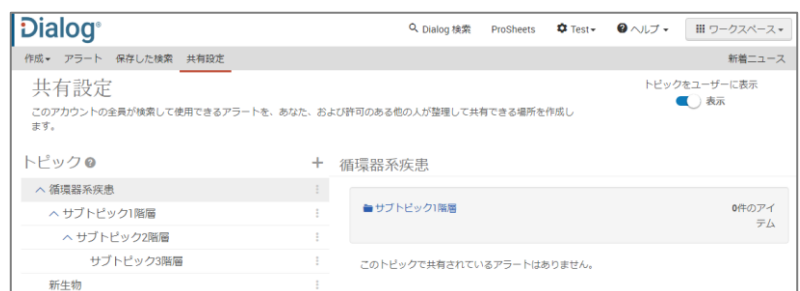 Dialog®
Dialog 検索 ProSheets Test ヘルプ ワークスペース
作成 アラート 保存した検索 共有設定 新着ニュース
共有設定
トピックをユーザーに表示
表示
このアカウントの全員が検索して使用できるアラートを、あなた、および許可のある他の人が整理して共有できる場所を作成し
ます。
トピック
循環器系疾患
サブトピック1階層
サブトピック2階層
サブトピック3階層
新生物
循環器系疾患
サブトピック1階層 0件のアイ
テム
このトピックで共有されているアラートはありません。